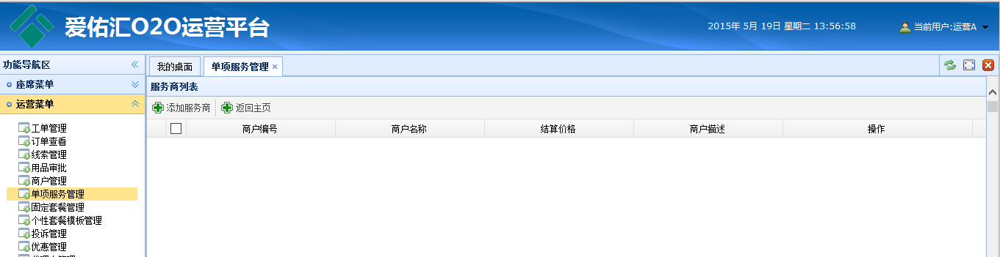 爱佑汇O2O运营平台
2015年 5月 19日 星期二 13:56:58
当前用户:运营A
功能导航区
我的桌面
单项服务管理
座席菜单
运营菜单
服务商列表
添加服务商
返回主页
商户编号
商户名称
结算价格
商户描述
操作
工单管理
订单查看
线索管理
用品审批
商户管理
单项服务管理
固定套餐管理
个性套餐模板管理
投诉管理
优惠管理